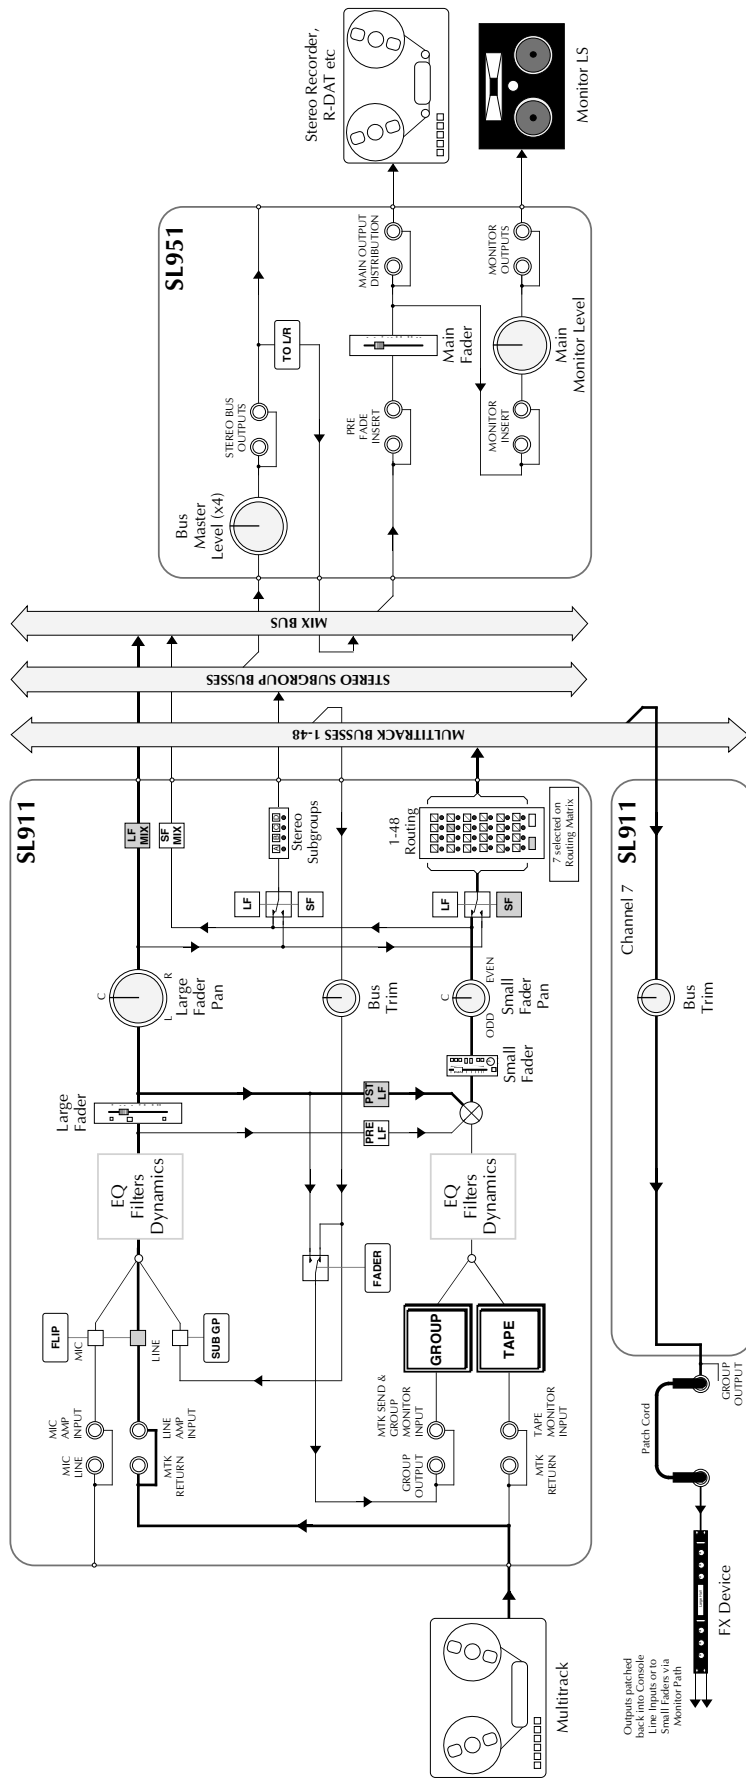 SL911
FLIP
MIC
LINE
SUB GP
MIC AMP
INPUT
MIC
LINE
LINE
AMP
INPUT
MTK
RETURN
EQ
Filters
Dynamics
Large
Fader
C
L
R
Large
Fader
Pan
LF
MIX
SF
MIX
LF
SF
A
B
C
D
Stereo
Subgroups
Bus
Trim
FADER
PRE
LF
PST
LF
MTK SEND &
GROUP
MONITOR
INPUT
GROUP
OUTPUT
GROUP
TAPE
TAPE
MONITOR
INPUT
MTK
RETURN
EQ
Filters
Dynamics
Small
Fader
C
ODD
EVEN
Small
Fader
Pan
LF
SF
1-48
Routing
7 selected on
Routing Matrix
Multitrack
MULTITRACK BUSSES 1-48
STEREO SUBGROUP BUSSES
MIX BUS
SL951
Bus
Master
Level (x4)
STEREO BUS
OUTPUTS
TO L/R
PRE
FADE
INSERT
Main
Fader
MAIN OUTPUT
DISTRIBUTION
MONITOR
INSERT
Main
Monitor Level
MONITOR
OUTPUTS
Stereo Recorder,
R-DAT etc
Monitor LS
SL911
Channel 7
Bus
Trim
GROUP
OUTPUT
Patch Cord
FX Device
Outputs patched
back into Console
Line Inputs or to
Small Faders via
Monitor Path